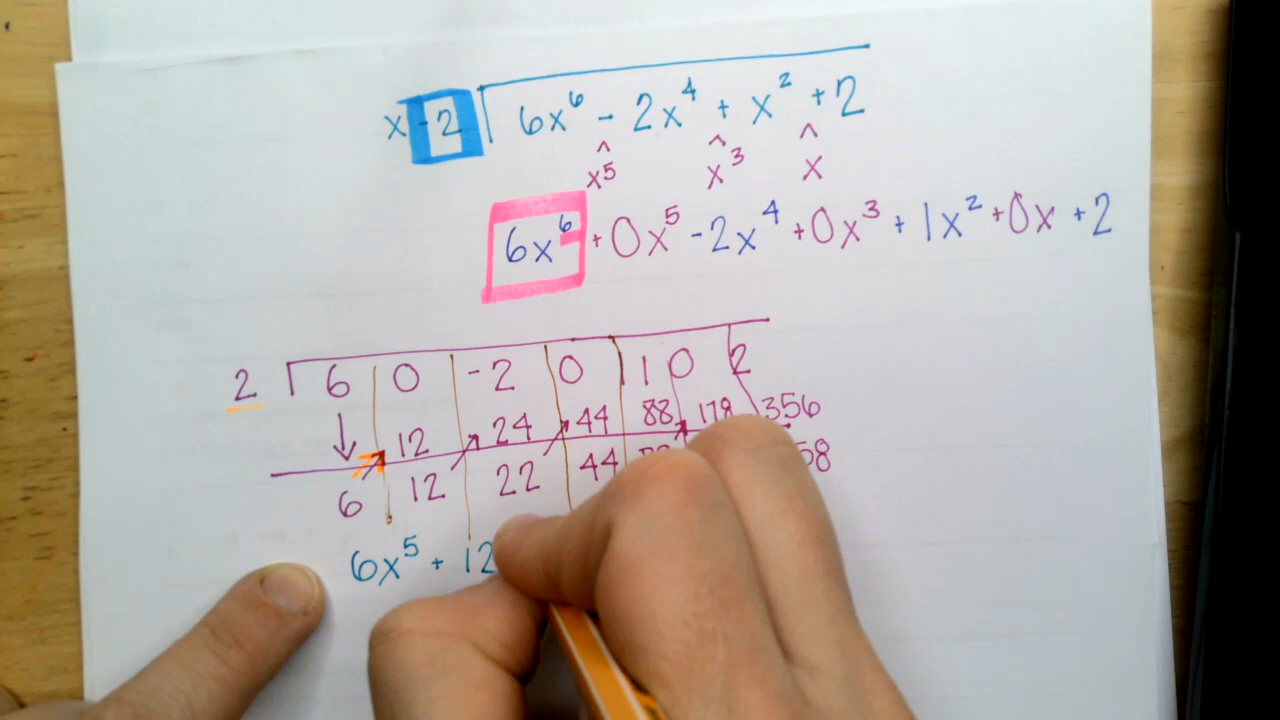 x -2 6x⁶ - 2x⁴ + x² + 2
^ ^ ^
x⁵ x³ x
6x⁶ + 0x⁵ - 2x⁴ + 0x³ + 1x² + 0x + 2
2 6 0 -2 0 1 0 2
12 24 44 88 178 356
6 12 22 44 58
6x⁵ + 12